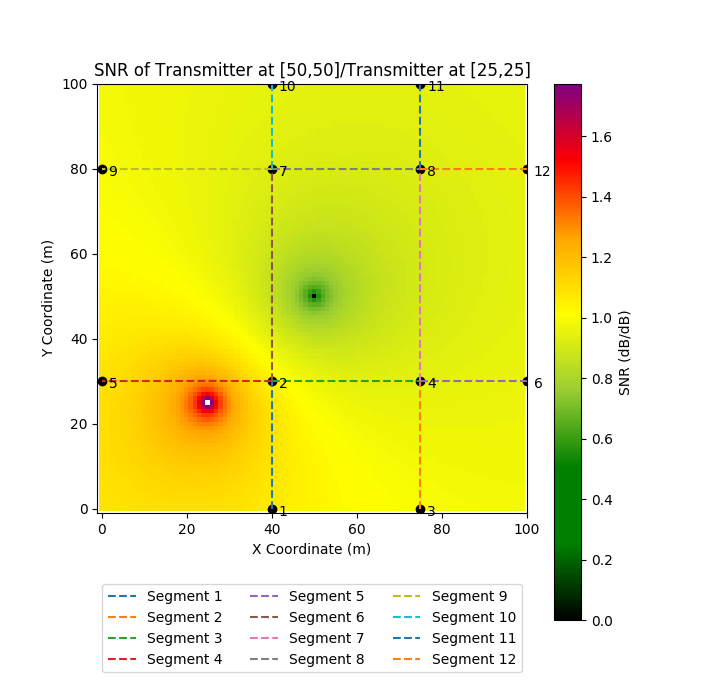 SNR of Transmitter at [50,50]/Transmitter at [25,25]
100
80
60
40
20
0
Y Coordinate (m)
10
11
9
7
8
12
5
2
4
6
1
3
0
20
40
60
80
100
X Coordinate (m)
1.6
1.4
1.2
1.0
0.8
0.6
0.4
0.2
0.0
SNR (dB/dB)
Segment 1
Segment 2
Segment 3
Segment 4
Segment 5
Segment 6
Segment 7
Segment 8
Segment 9
Segment 10
Segment 11
Segment 12